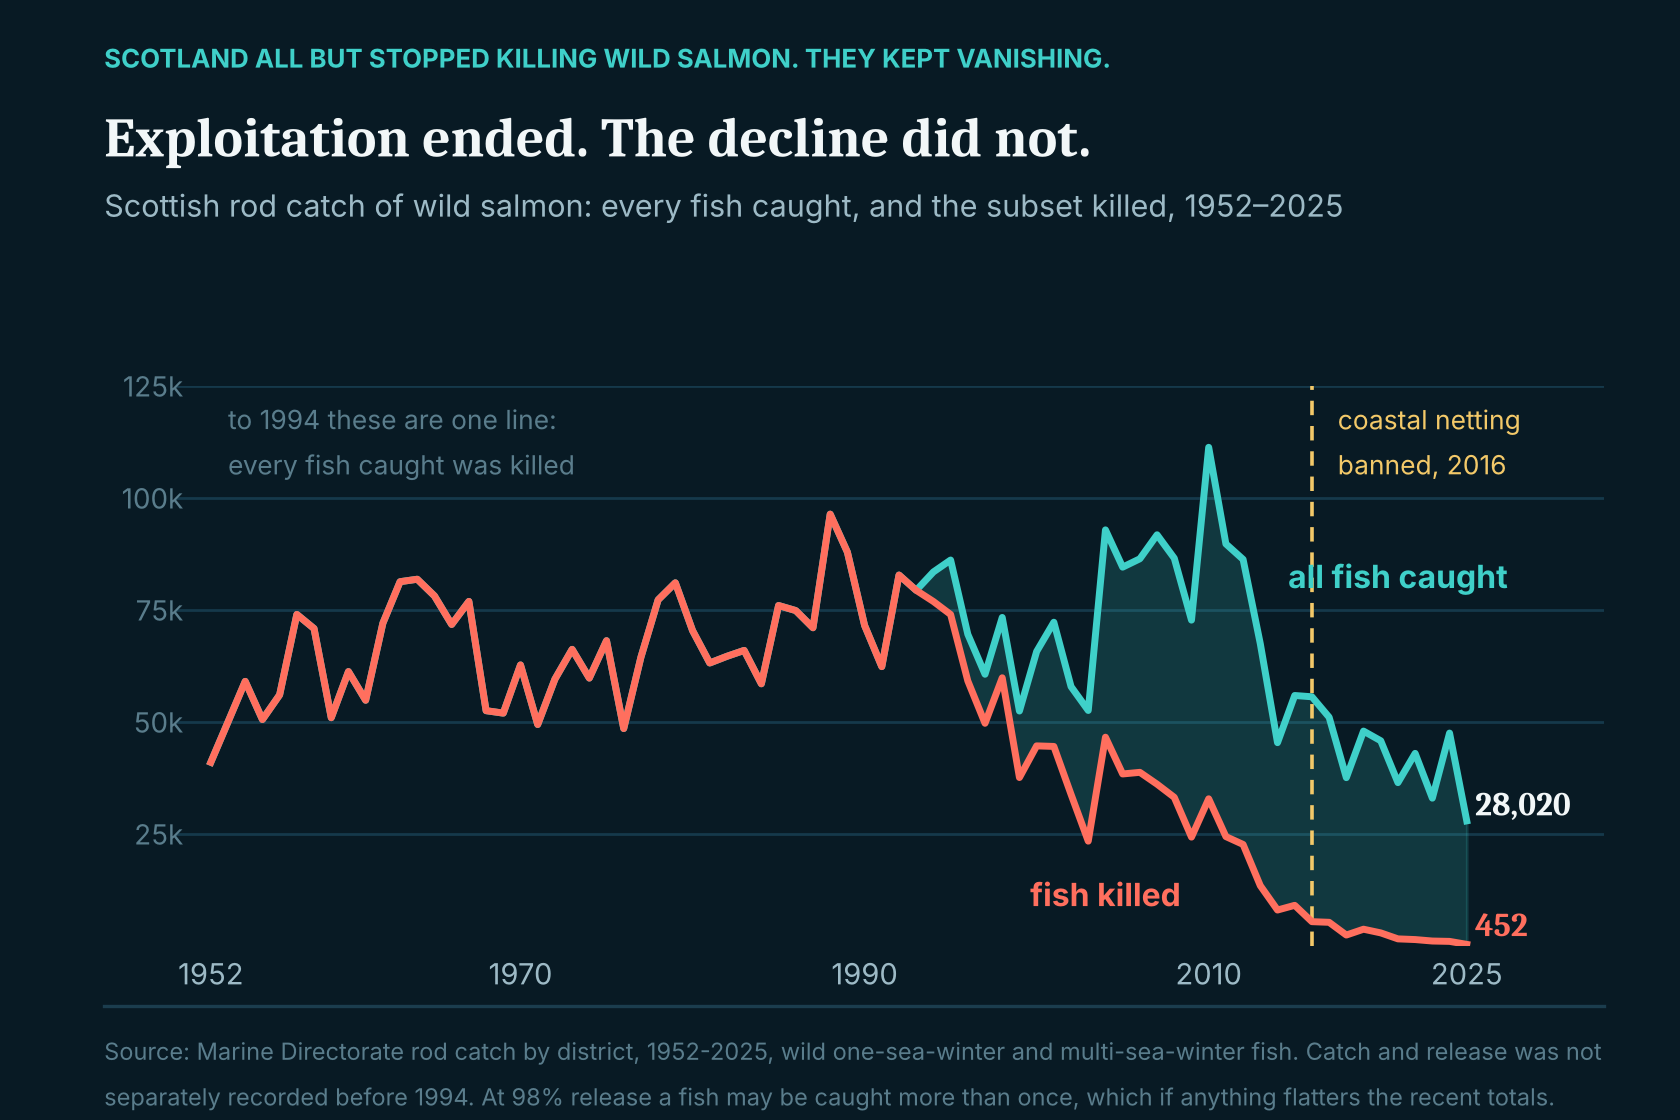 SCOTLAND ALL BUT STOPPED KILLING WILD SALMON. THEY KEPT VANISHING.
Exploitation ended. The decline did not.
Scottish rod catch of wild salmon: every fish caught, and the subset killed, 1952–2025
125k
to 1994 these are one line:
every fish caught was killed
coastal netting
banned, 2016
100k
all fish caught
75k
50k
28,020
25k
fish killed
452
1952
1970
1990
2010
2025
Source: Marine Directorate rod catch by district, 1952-2025, wild one-sea-winter and multi-sea-winter fish. Catch and release was not
separately recorded before 1994. At 98% release a fish may be caught more than once, which if anything flatters the recent totals.